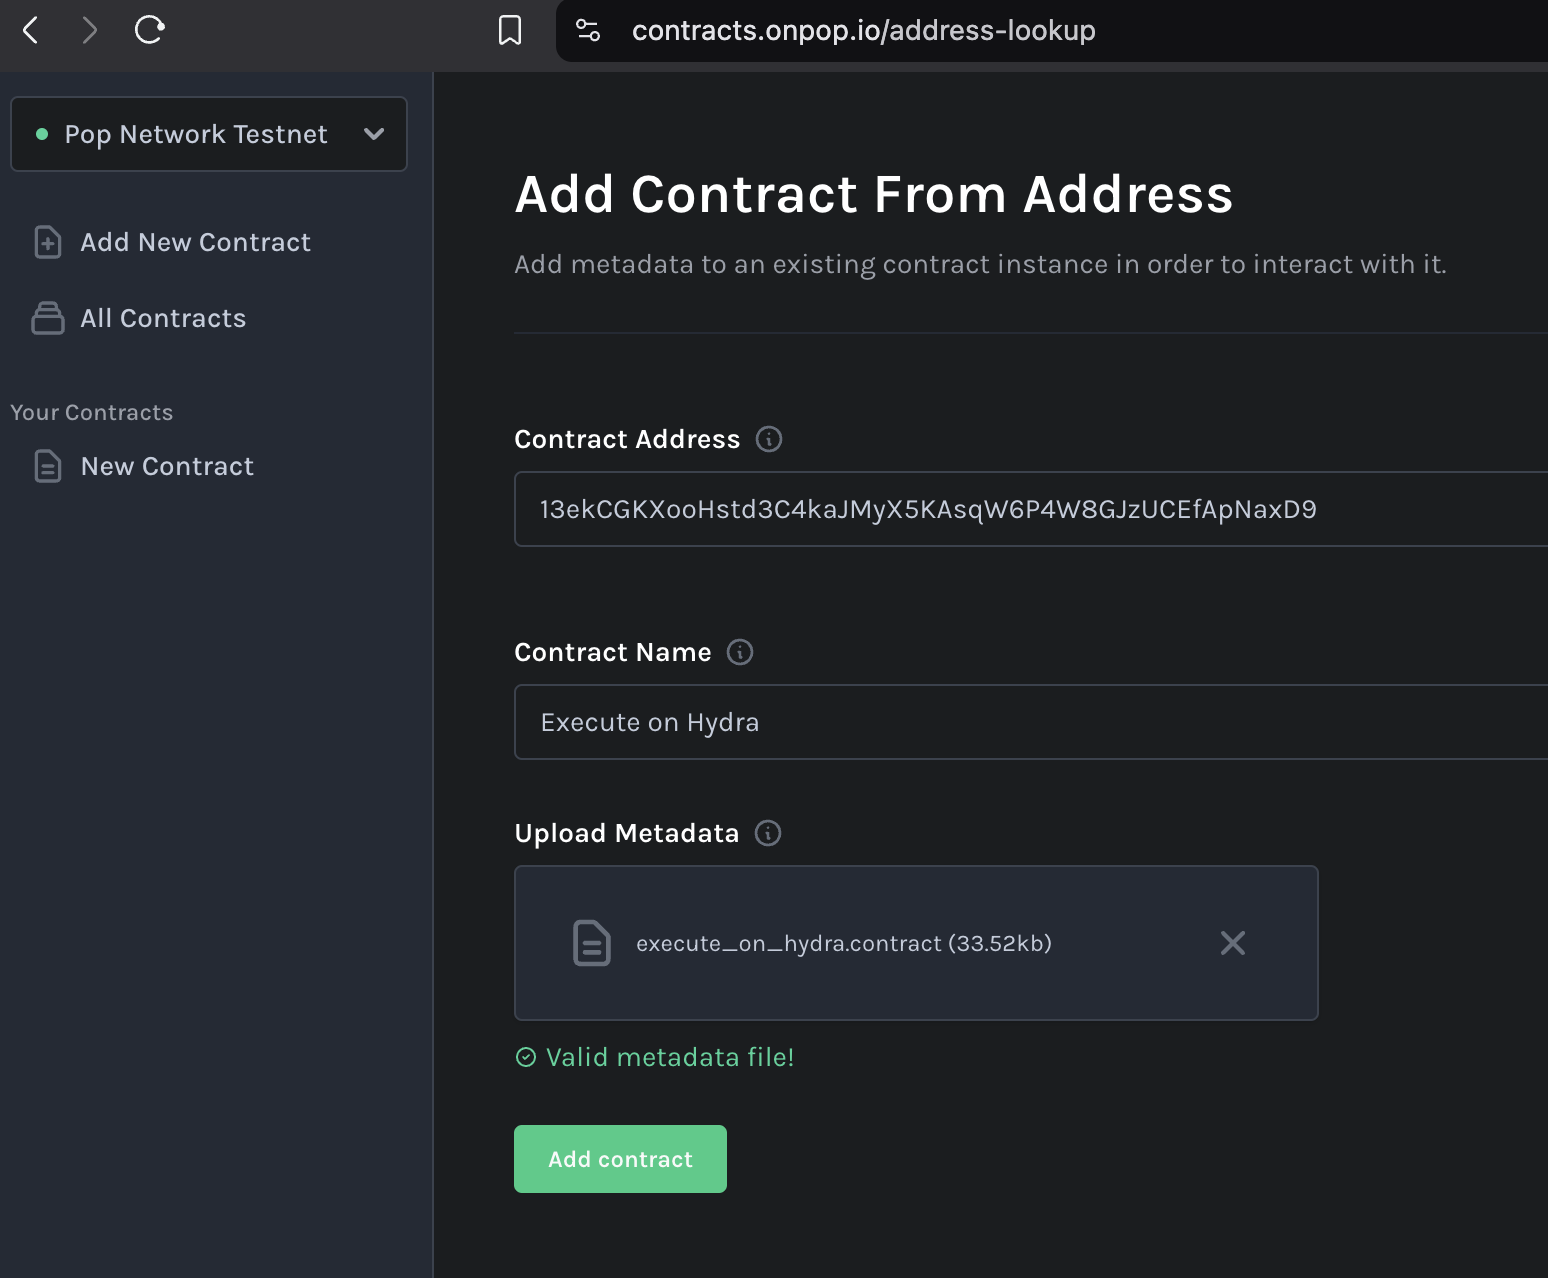 contracts.onpop.io/address-lookup
Pop Network Testnet
Add New Contract
All Contracts
Your Contracts
New Contract
Add Contract From Address
Add metadata to an existing contract instance in order to interact with it.
Contract Address
13ekCGKXooHstd3C4kaJMyX5KAsqW6P4W8GJzUCEfApNaxD9
Contract Name
Execute on Hydra
Upload Metadata
execute_on_hydra.contract (33.52kb)
Valid metadata file!
Add contract